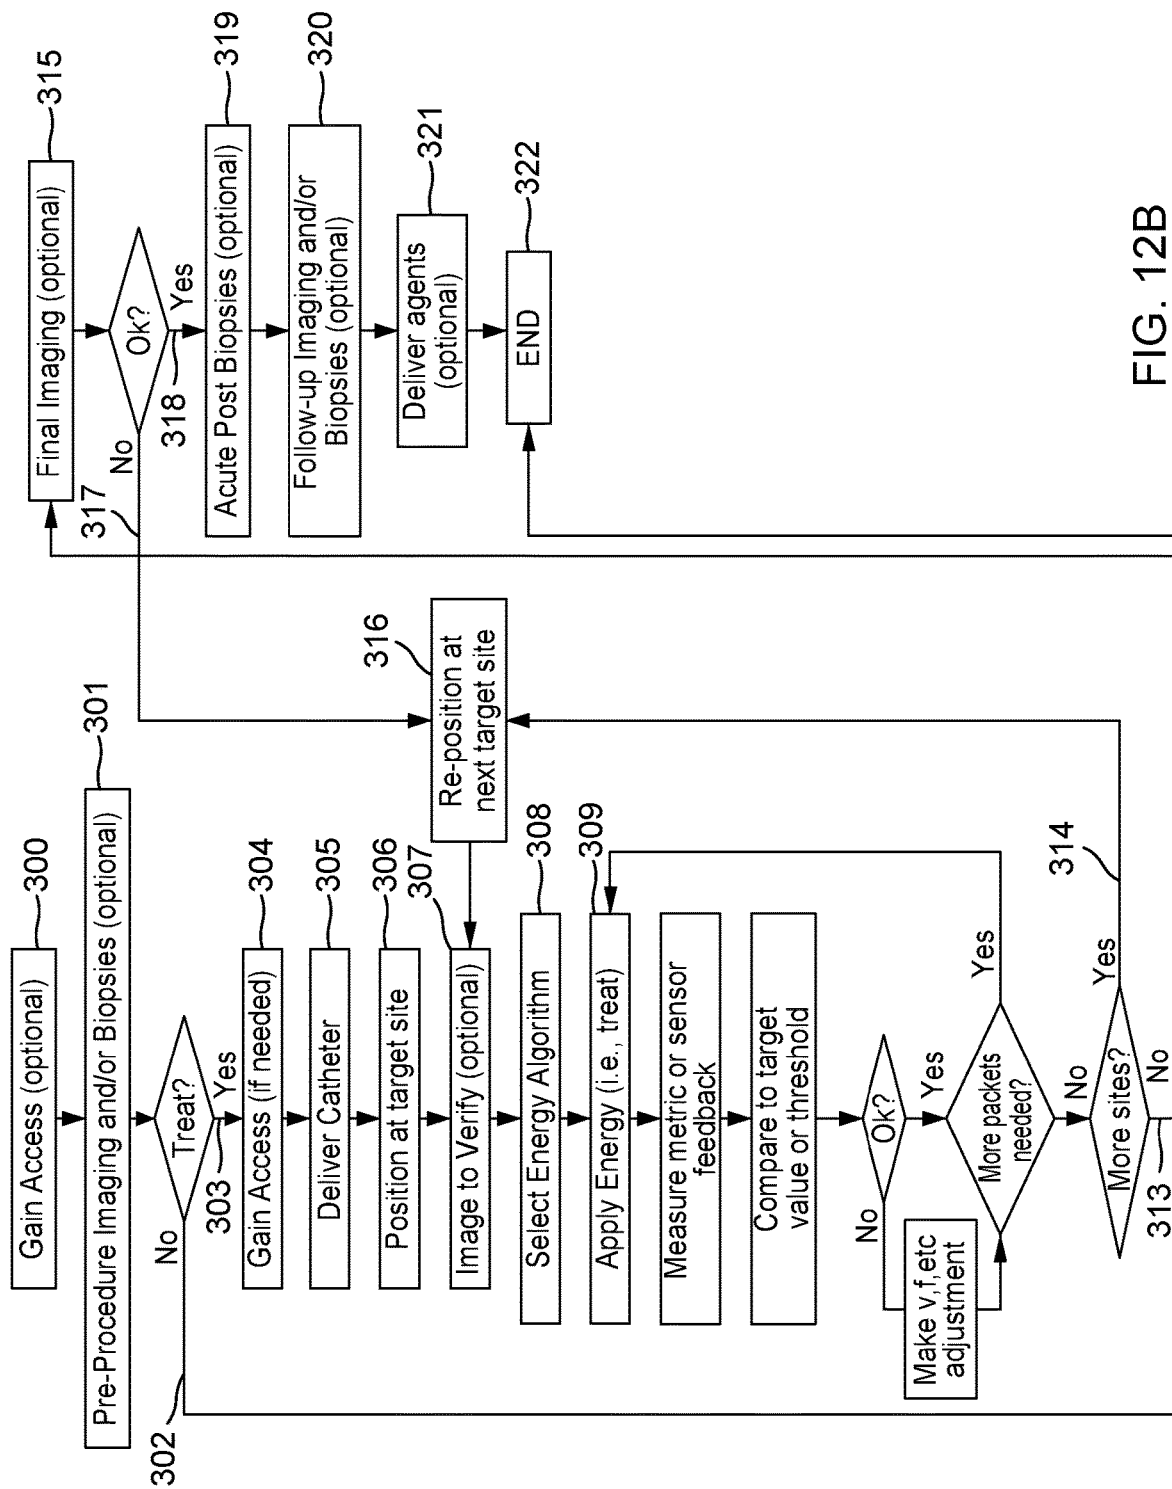 Gain Access (optional)
300
Pre-Procedure Imaging and/or Biopsies (optional)
301
Treat?
No
302
Yes
303
Gain Access (if needed)
304
Deliver Catheter
305
Position at target site
306
Image to Verify (optional)
307
Select Energy Algorithm
308
Apply Energy (i.e., treat)
309
Measure metric or sensor
feedback
Compare to target
value or threshold
Ok?
No
Yes
Make v,f,etc
adjustment
More packets
needed?
Yes
No
More sites?
Yes
314
No
313
Re-position at
next target site
316
Final Imaging (optional)
315
Ok?
No
317
Yes
318
Acute Post Biopsies (optional)
319
Follow-up Imaging and/or
Biopsies (optional)
320
Deliver agents
(optional)
321
END
322
FIG. 12B